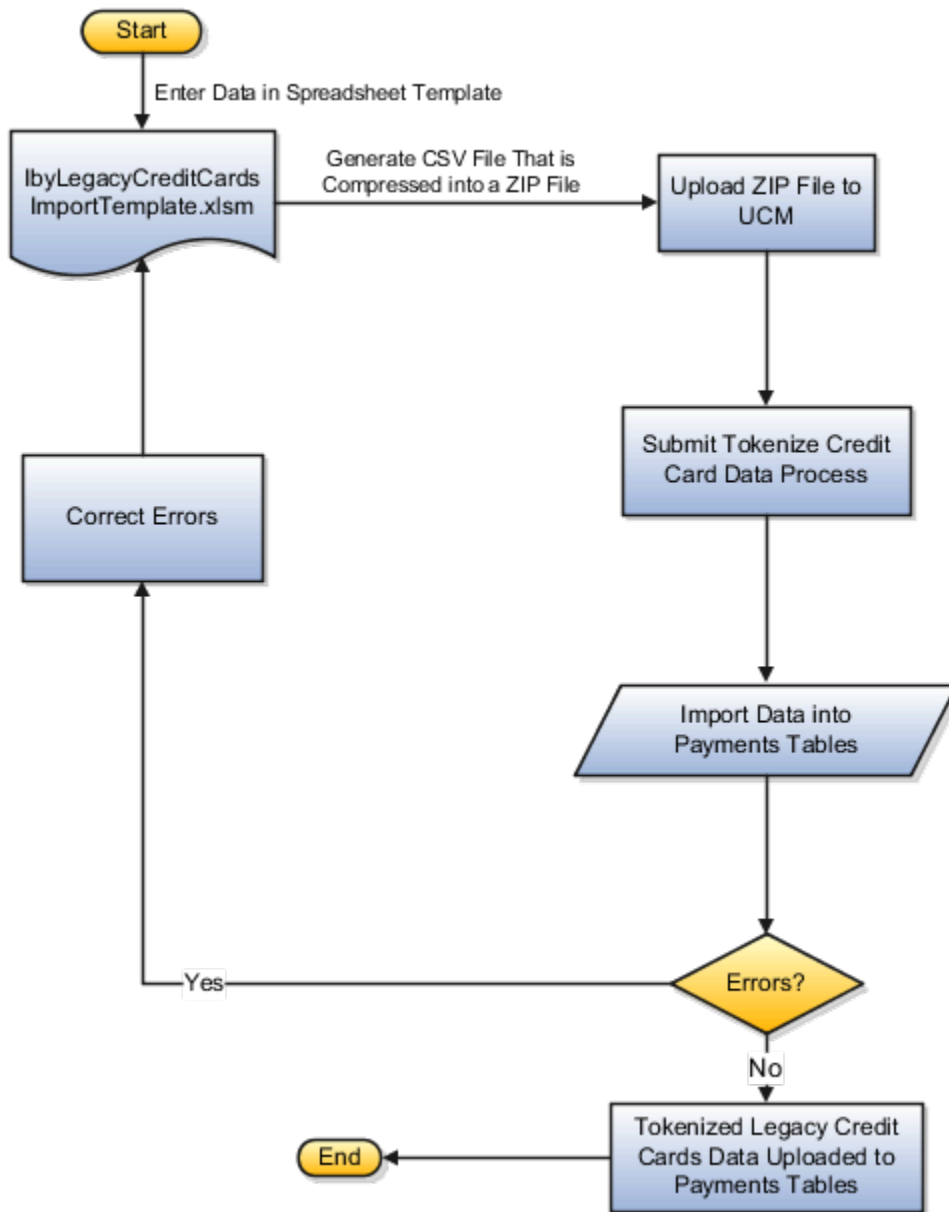 Start
Enter Data in Spreadsheet Template
IbyLegacyCreditCards
ImportTemplate.xlsm
Generate CSV File That is
Compressed into a ZIP File
Upload ZIP File to
UCM
Submit Tokenize Credit
Card Data Process
Correct Errors
Import Data into
Payments Tables
Errors?
Yes
No
Tokenized Legacy Credit
Cards Data Uploaded to
Payments Tables
End